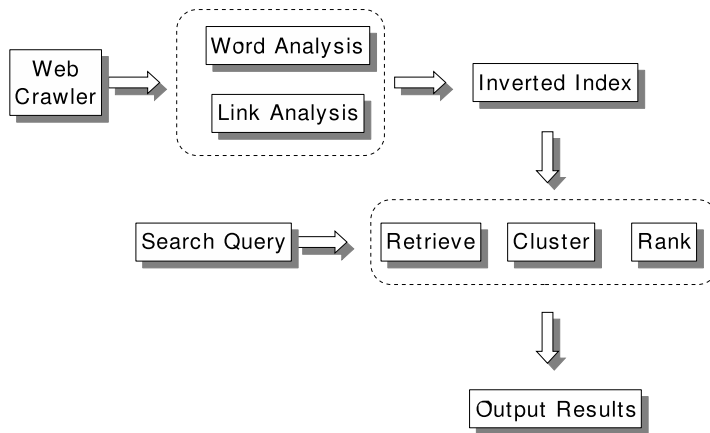 Web
Crawler
Word Analysis
Link Analysis
Inverted Index
Search Query
Retrieve
Cluster
Rank
Output Results